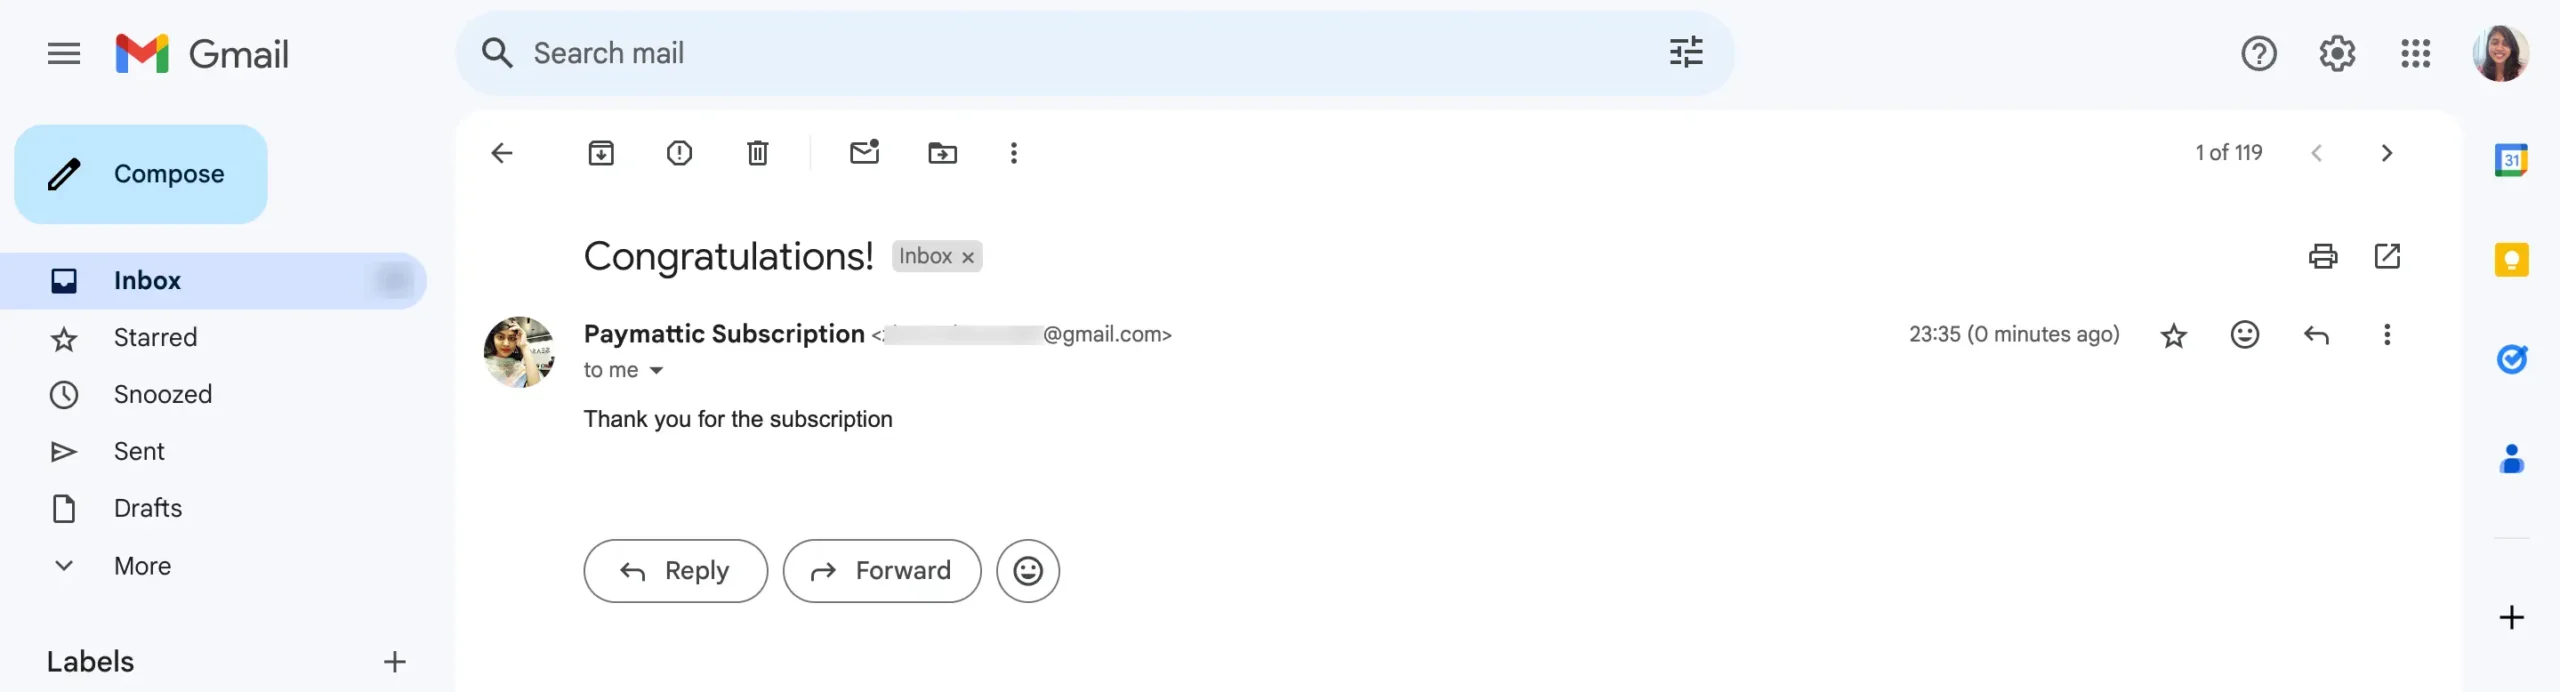 Gmail
Search mail
Compose
1 of 119
31
Congratulations! Inbox ×
Inbox
Starred
Snoozed
Sent
Drafts
More
Labels
Paymattic Subscription < @gmail.com>
23:35 (0 minutes ago)
to me
Thank you for the subscription
Reply
Forward